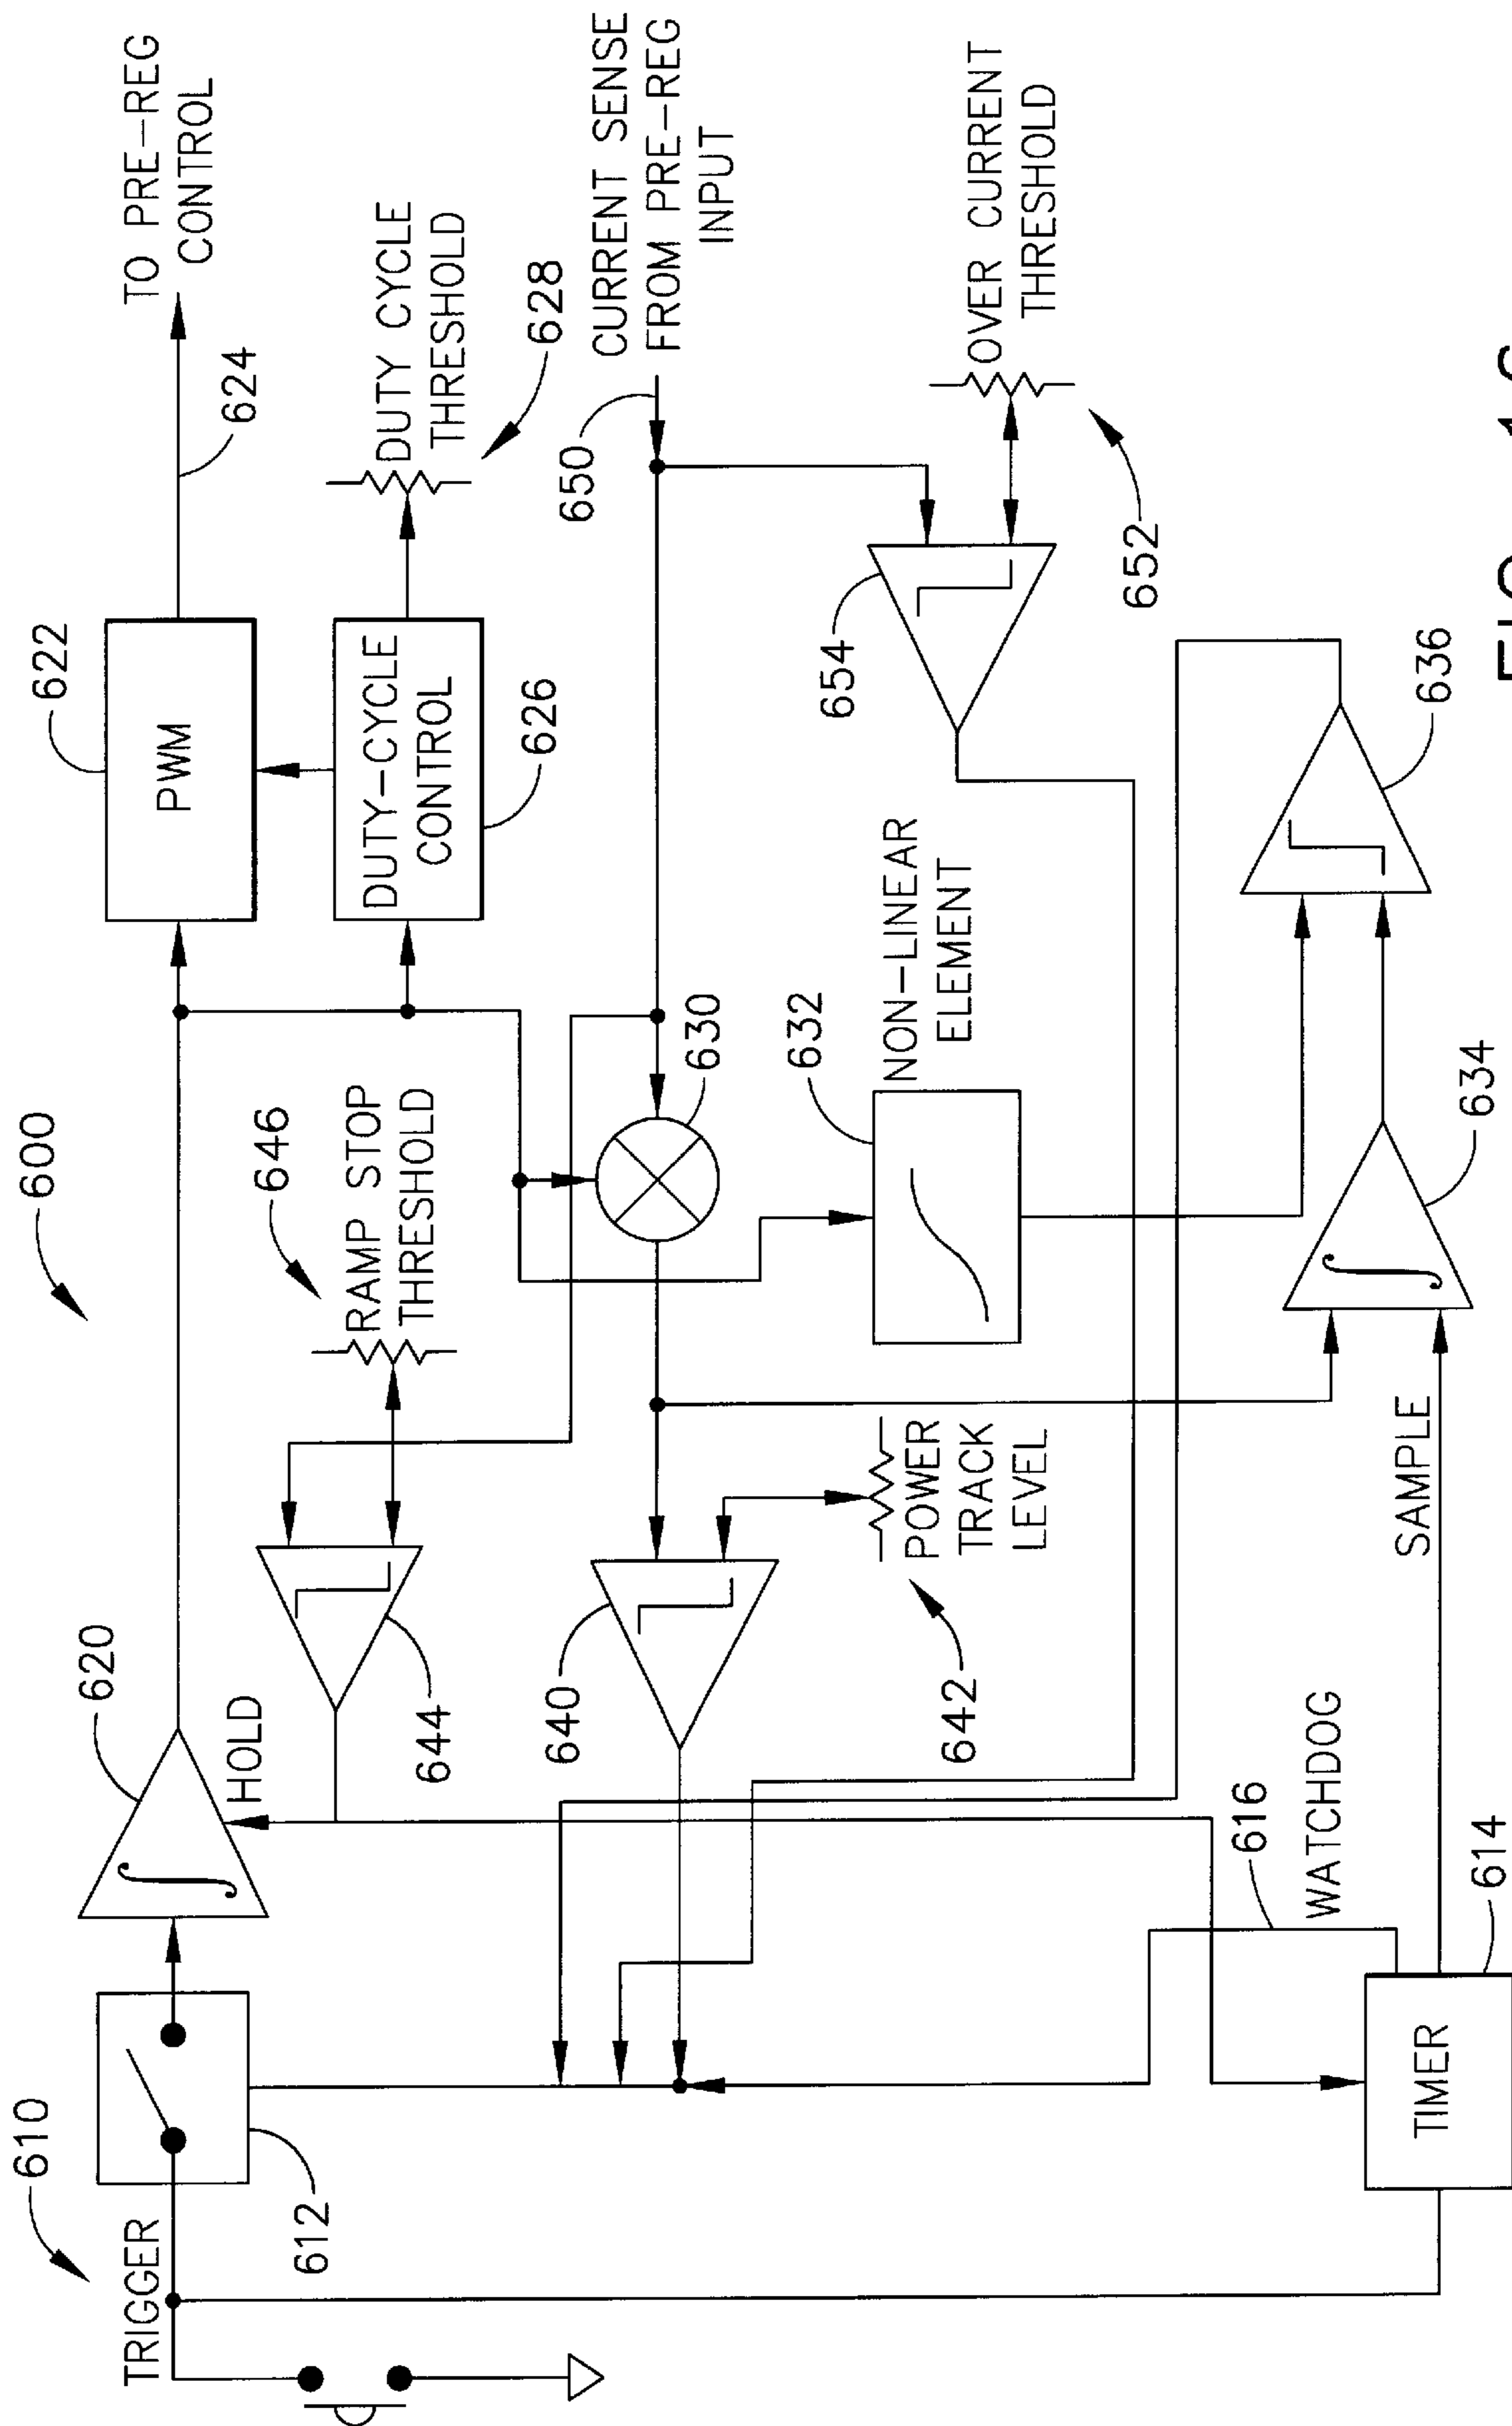 610
600
TRIGGER
620
622
TO PRE-REG
CONTROL
PWM
HOLD
624
612
646
RAMP STOP
THRESHOLD
DUTY-CYCLE
CONTROL
DUTY CYCLE
THRESHOLD
644
626
628
640
630
650
CURRENT SENSE
FROM PRE-REG
INPUT
632
NON-LINEAR
ELEMENT
654
642
POWER
TRACK
LEVEL
OVER CURRENT
THRESHOLD
652
616
WATCHDOG
636
SAMPLE
TIMER
614
634